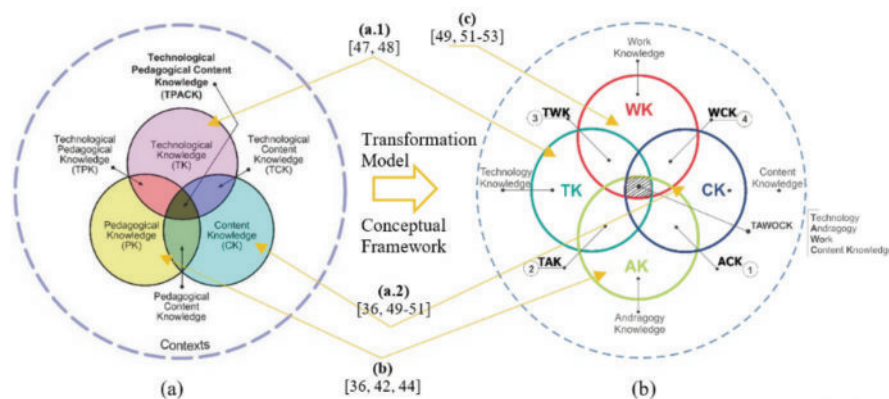 (a.1)
[47, 48]
(c)
[49, 51-53]
Technological
Pedagogical Content
Knowledge
(TPACK)
Technological
Pedagogical
Knowledge
(TPK)
Technological
Knowledge
(TK)
Technological
Content
Knowledge
(TCK)
Pedagogical
Knowledge
(PK)
Content
Knowledge
(CK)
Pedagogical
Content
Knowledge
Contexts
(a)
Transformation
Model
Conceptual
Framework
(a.2)
[36, 49-51]
(b)
[36, 42, 44]
Work
Knowledge
WK
3 TWK
WCK 4
Technology
Knowledge
TK
CK
Content
Knowledge
TAWOCK
Technology
Andragogy
Work
Content Knowledge
TAK
2
ACK
1
AK
Andragogy
Knowledge
(b)